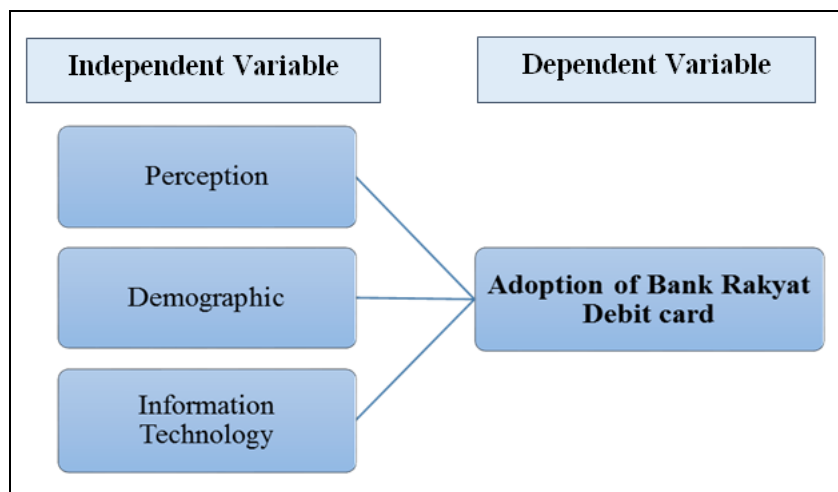 Independent Variable
Dependent Variable
Perception
Demographic
Information
Technology
Adoption of Bank Rakyat
Debit card